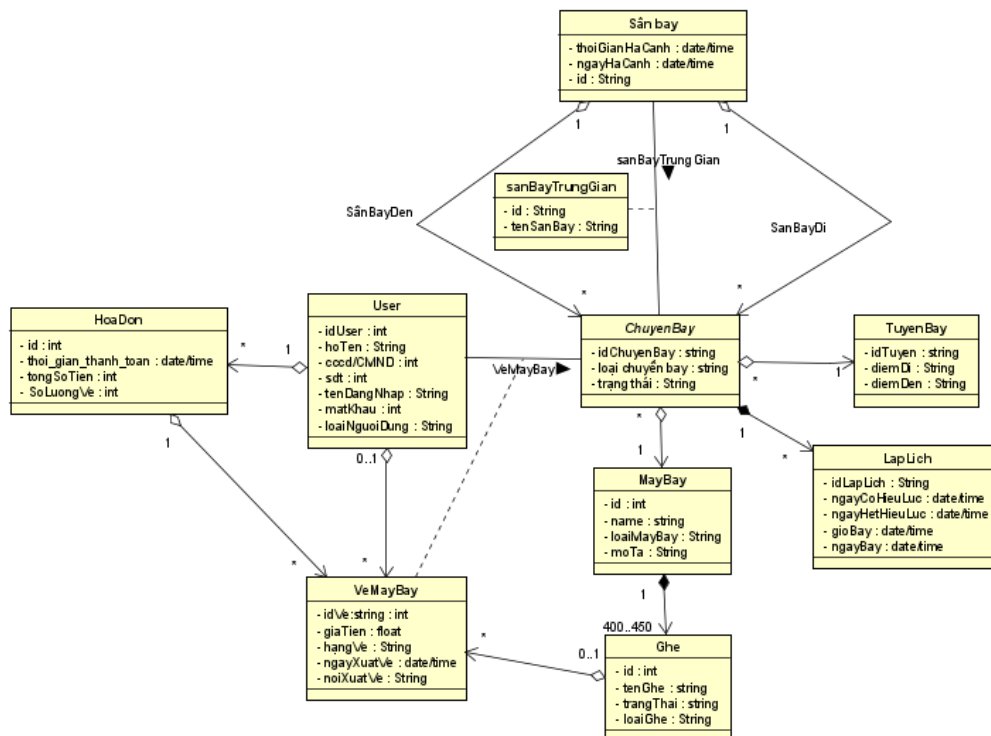 Sân bay
- thoiGianHaCanh : date/time
- ngayHaCanh : date/time
- id : String
1
1
sanBayTrung Gian
sanBayTrungGian
- id : String
- tenSanBay : String
SânBayDen
SanBayDi
*
*
HoaDon
- id : int
- thoi_gian_thanh_toan : date/time
- tongSoTien : int
- SoLuongVe : int
*
1
User
- idUser : int
- hoTen : String
- cccd/CMND : int
- sdt : int
- tenDangNhap : String
- matKhau : int
- loaiNguoiDung : String
VeMayBay
ChuyenBay
- idChuyenBay : string
- loại chuyến bay : string
- trạng thái : String
*
1
TuyenBay
- idTuyen : string
- diemDi : String
- diemDen : String
1
*
0..1
*
*
1
1
*
LapLich
- idLapLich : String
- ngayCoHieuLuc : date/time
- ngayHetHieuLuc : date/time
- gioBay : date/time
- ngayBay : date/time
MayBay
- id : int
- name : string
- loaiMayBay : String
- moTa : String
1
400..450
VeMayBay
- idVe:string : int
- giaTien : float
- hạngVe : String
- ngayXuatVe : date/time
- noiXuatVe : String
*
0..1
Ghe
- id : int
- tenGhe : string
- trangThai : string
- loaiGhe : String